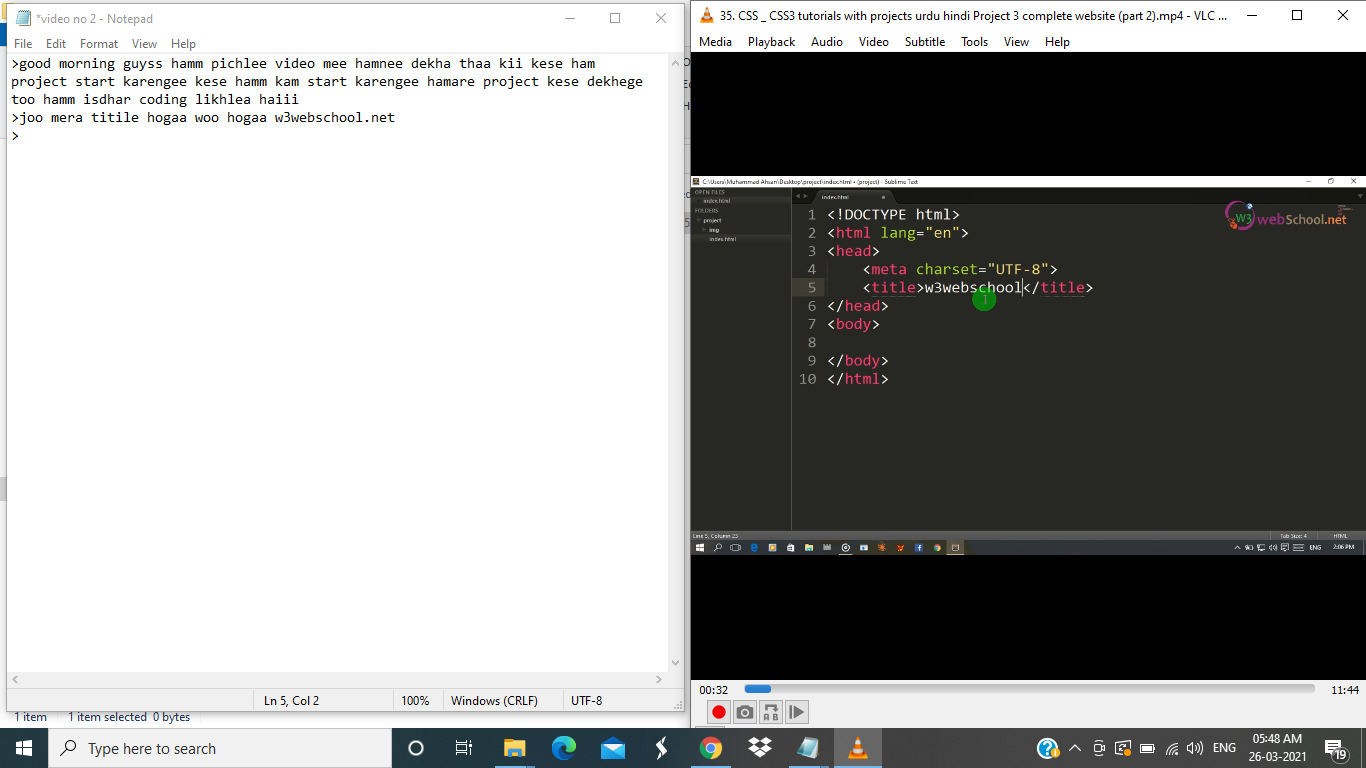 *video no 2 - Notepad
File Edit Format View Help
>good morning guyss hamm pichlee video mee hamnee dekha thaa kii kese ham
project start karengee kese hamm kam start karengee hamare project kese dekhege
too hamm isdhar coding likhlea haiii
>joo mera titile hogaa woo hogaa w3webschool.net
>
Ln 5, Col 2 100% Windows (CRLF) UTF-8
1 item 1 item selected 0 bytes
35. CSS _ CSS3 tutorials with projects urdu hindi Project 3 complete website (part 2).mp4 - VLC ...
Media Playback Audio Video Subtitle Tools View Help
C:\Users\Muhammad Ahsan\Desktop\project\index.html • (project) - Sublime Text
OPEN FILES
index.html
FOLDERS
project
img
index.html
index.html
W3 webSchool.net
1 <!DOCTYPE html>
2 <html lang="en">
3 <head>
4 <meta charset="UTF-8">
5 <title>w3webschool</title>
6 </head>
7 <body>
8
9 </body>
10 </html>
Line 5, Column 23 Tab Size: 4 HTML
ENG 2:06 PM
00:32 11:44
A B
Type here to search
ENG
05:48 AM
26-03-2021
19